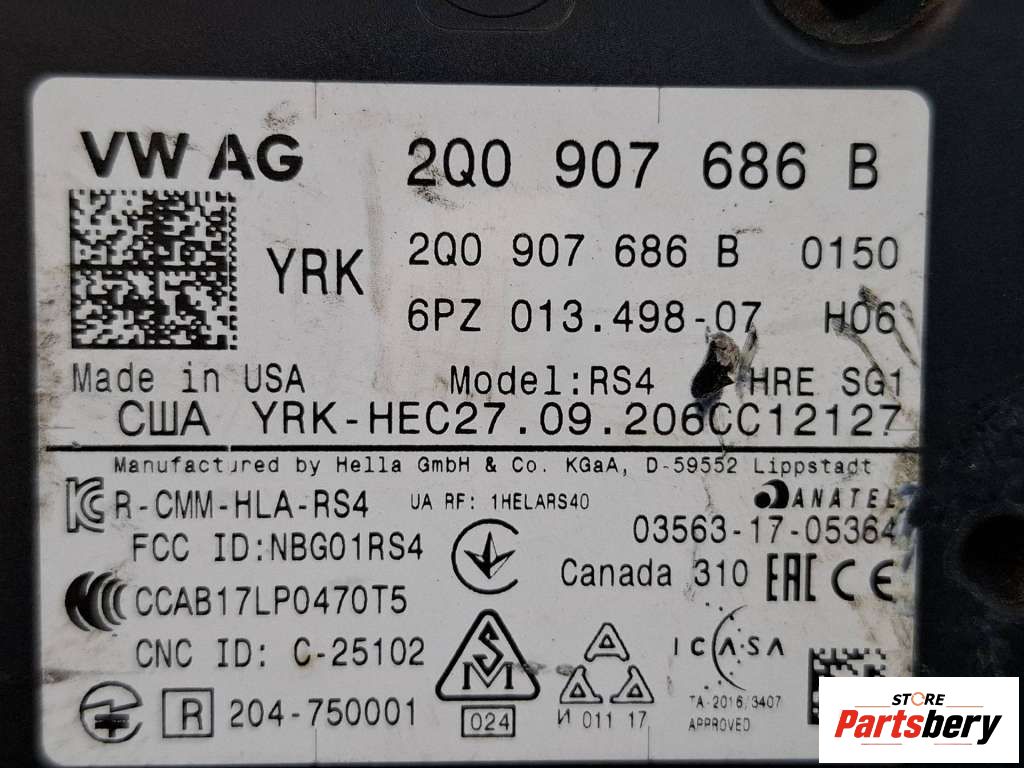 VW AG 2Q0 907 686 B
YRK 2Q0 907 686 B 0150
6PZ 013.498-07 H06
Made in USA Model:RS4 HRE SG1
США YRK-HEC27.09.206CC12127
Manufactured by Hella GmbH & Co. KGaA, D-59552 Lippstadt
R-CMM-HLA-RS4 UA RF: 1HELARS40 ANATEL
03563-17-05364
FCC ID:NBG01RS4
Canada 310 EAC CE
CCAB17LP0470T5
CNC ID: C-25102
SM
ICASA
R 204-750001
024
И 011 17
TA-2016/3407
APPROVED
STORE
Partsbery